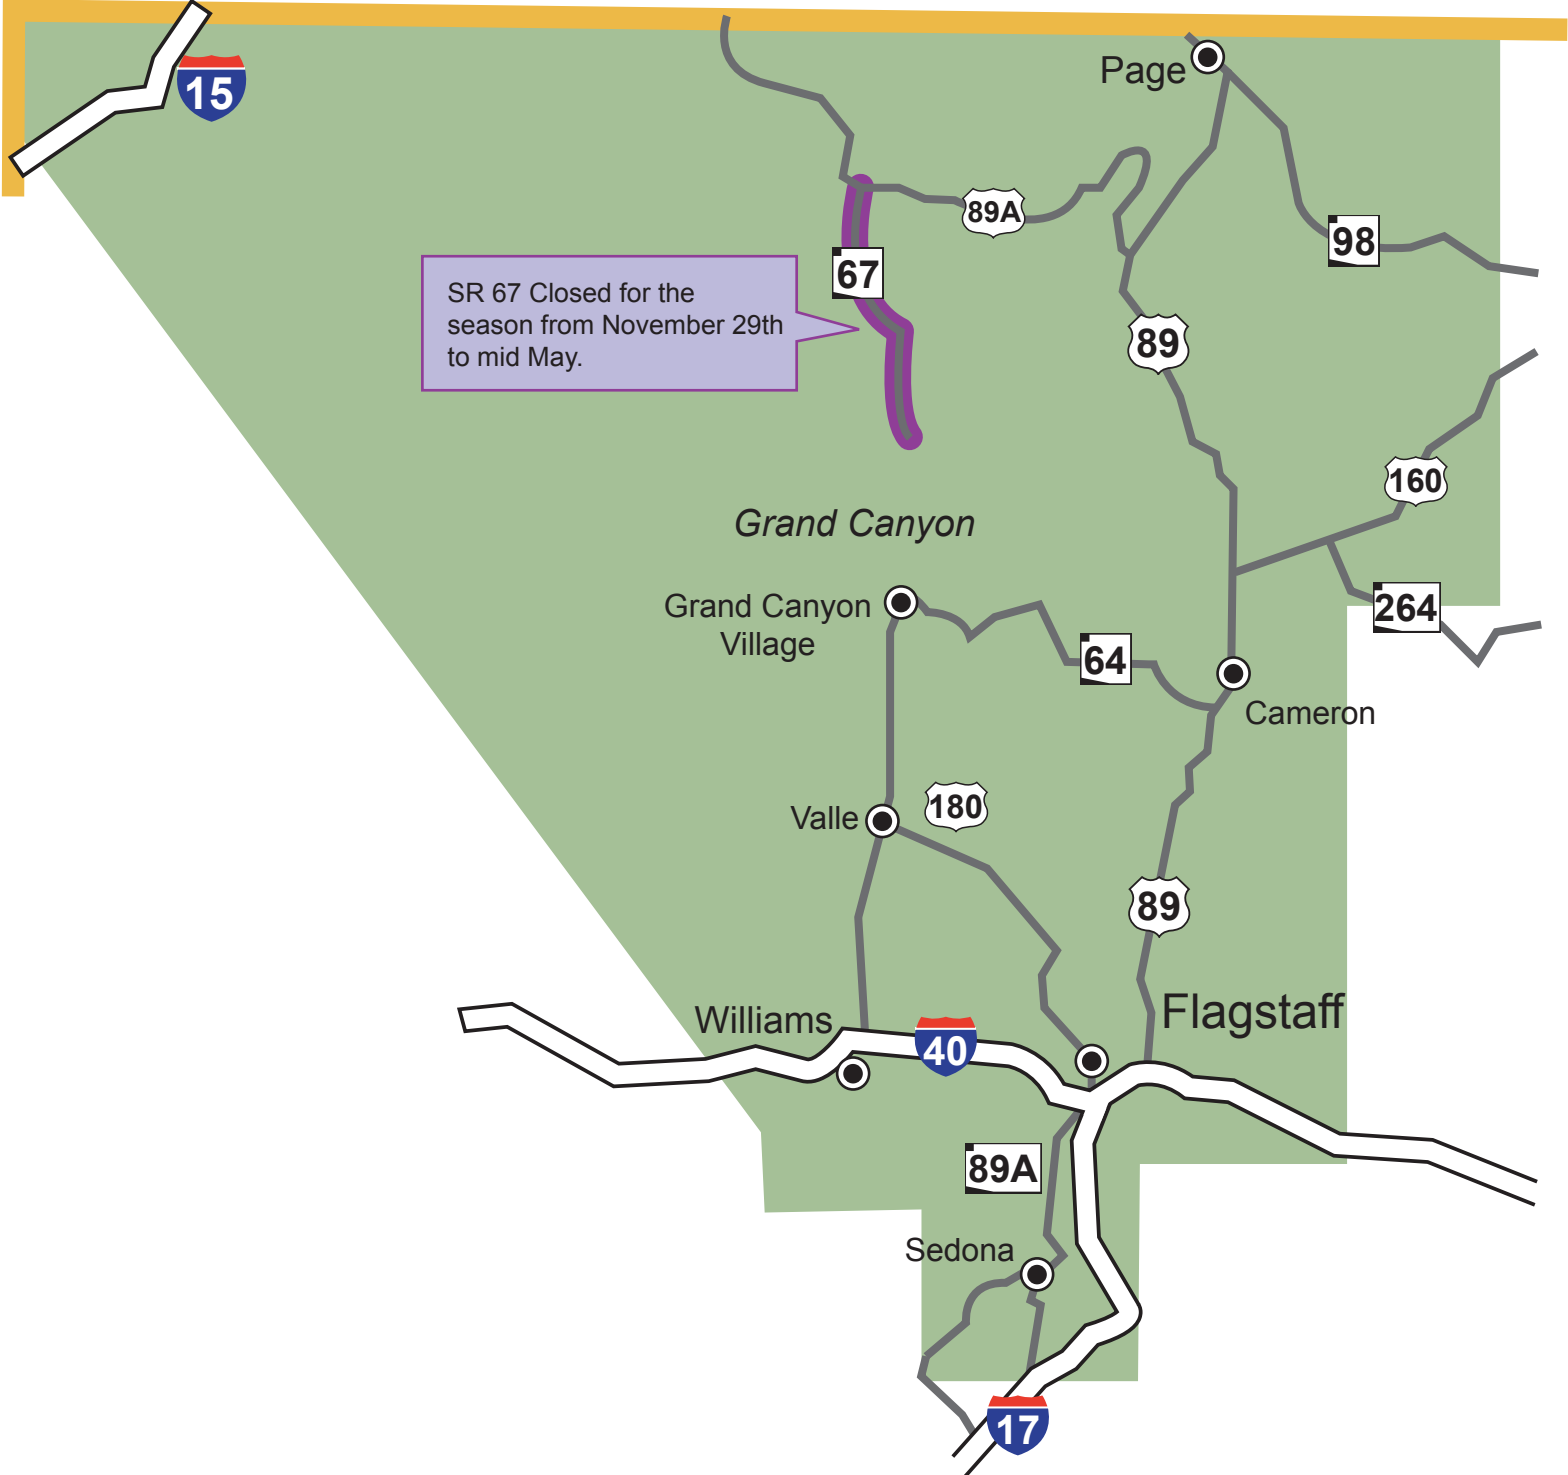 15
Page
89A
98
67
SR 67 Closed for the
season from November 29th
to mid May.
89
160
Grand Canyon
Grand Canyon
Village
264
64
Cameron
Valle
180
89
Williams
Flagstaff
40
89A
Sedona
17